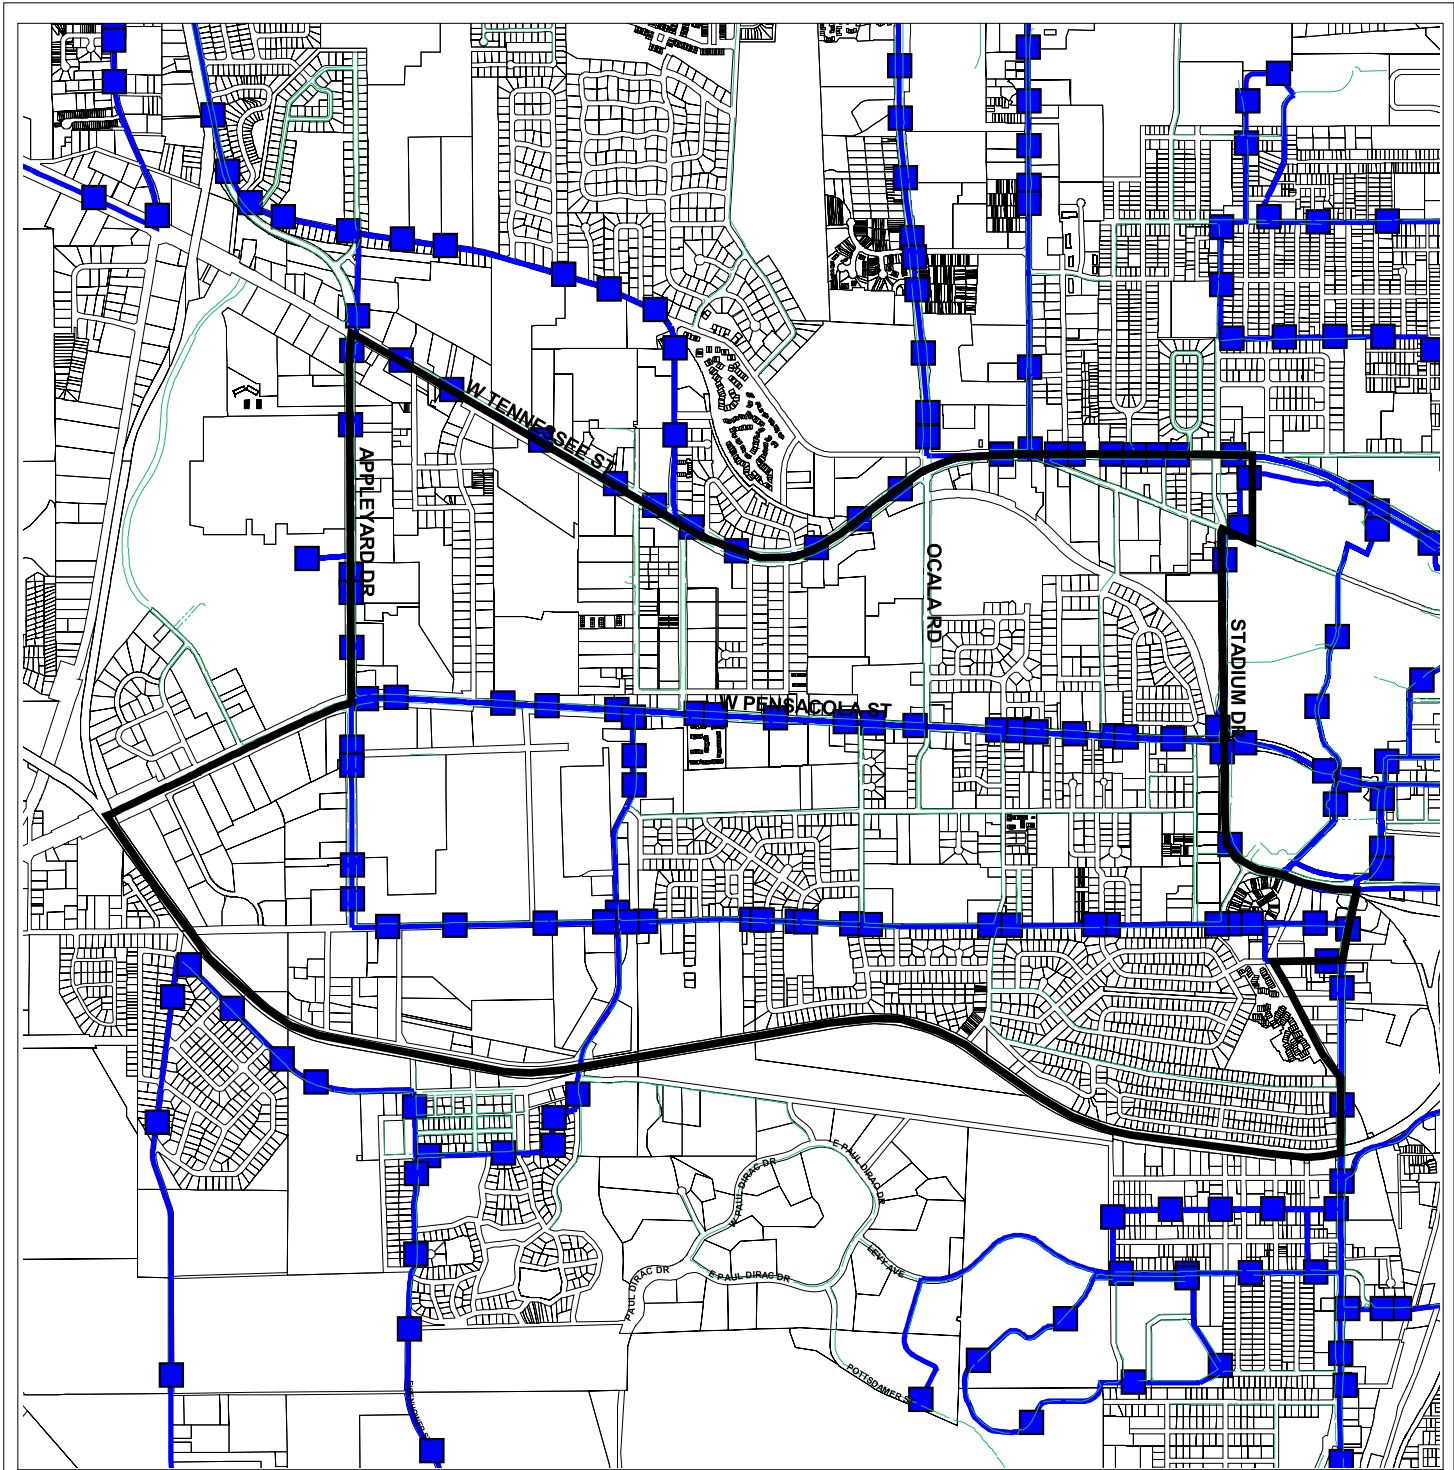 W TENNESSEE ST
APPLEYARD DR
OCALA RD
STADIUM DR
W PENSACOLA ST
E PAUL DIRAC DR
W PAUL DIRAC DR
LEVY AVE
PAUL DIRAC DR
E PAUL DIRAC DR
POTTSDAMER ST